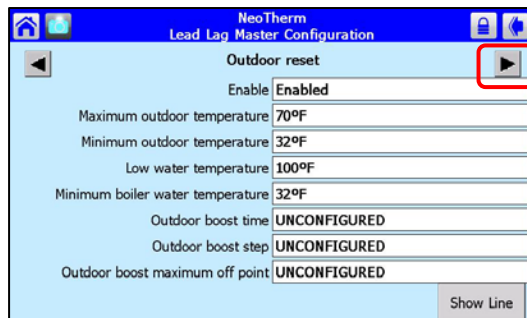 NeoTherm
Lead Lag Master Configuration
Outdoor reset
Enable Enabled
Maximum outdoor temperature 70ºF
Minimum outdoor temperature 32ºF
Low water temperature 100ºF
Minimum boiler water temperature 32ºF
Outdoor boost time UNCONFIGURED
Outdoor boost step UNCONFIGURED
Outdoor boost maximum off point UNCONFIGURED
Show Line